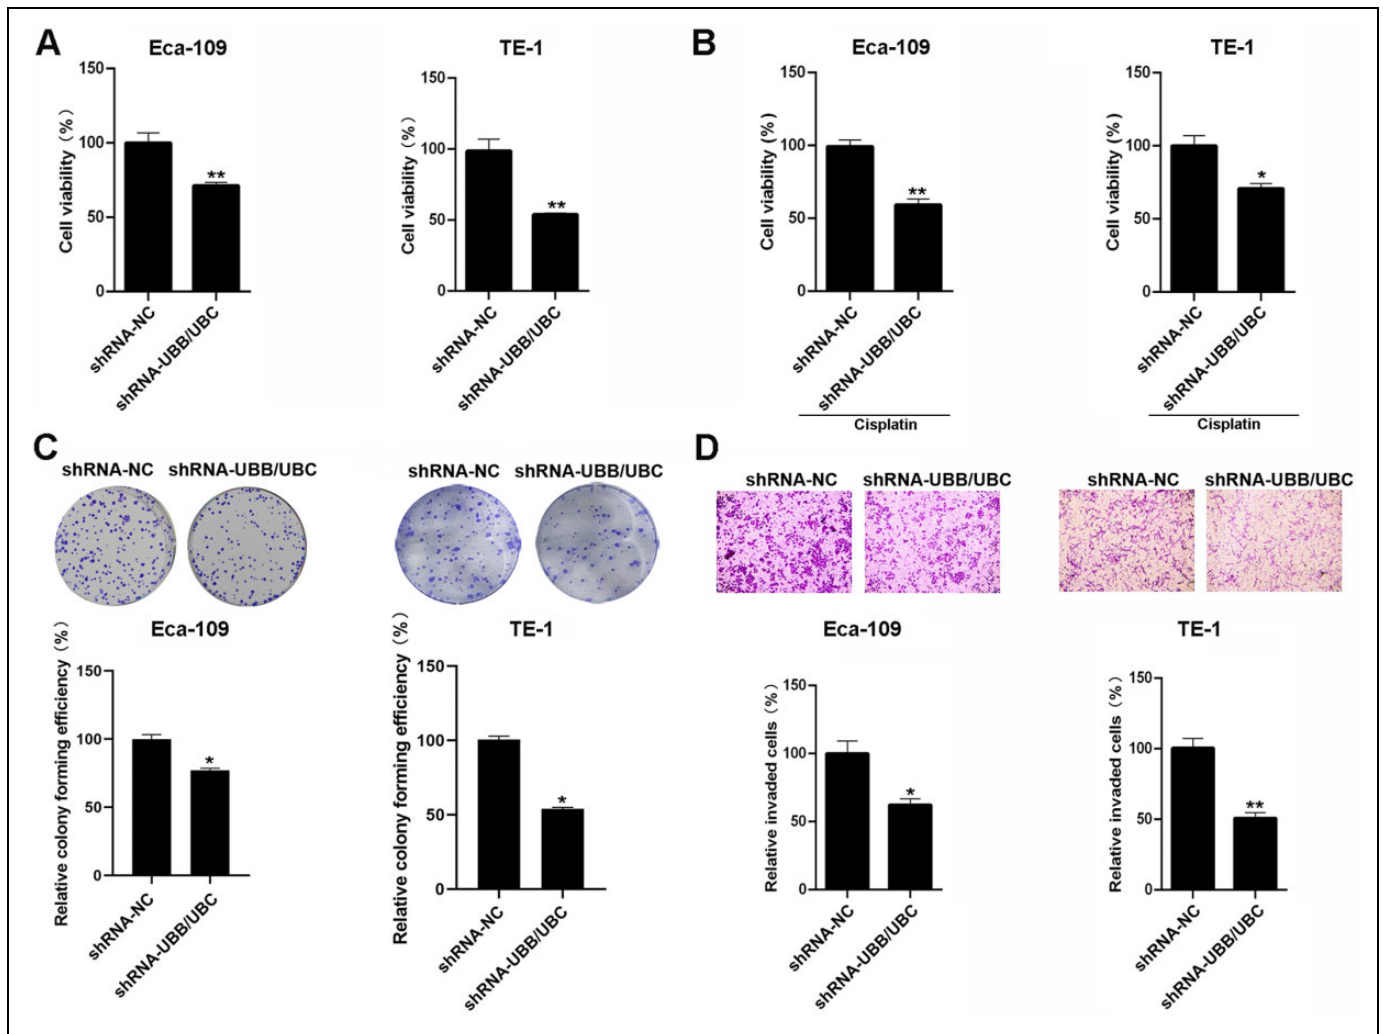 A
Eca-109
Cell viability (%)
150
100
50
0
**
shRNA-NC
shRNA-UBB/UBC
TE-1
Cell viability (%)
150
100
50
0
**
shRNA-NC
shRNA-UBB/UBC
B
Eca-109
Cell viability (%)
150
100
50
0
**
shRNA-NC
shRNA-UBB/UBC
Cisplatin
TE-1
Cell viability (%)
150
100
50
0
*
shRNA-NC
shRNA-UBB/UBC
Cisplatin
C
shRNA-NC shRNA-UBB/UBC
Eca-109
Relative colony forming efficiency (%)
150
100
50
0
*
shRNA-NC
shRNA-UBB/UBC
shRNA-NC shRNA-UBB/UBC
TE-1
Relative colony forming efficiency (%)
150
100
50
0
*
shRNA-NC
shRNA-UBB/UBC
D
shRNA-NC shRNA-UBB/UBC
Eca-109
Relative invaded cells (%)
150
100
50
0
*
shRNA-NC
shRNA-UBB/UBC
shRNA-NC shRNA-UBB/UBC
TE-1
Relative invaded cells (%)
150
100
50
0
**
shRNA-NC
shRNA-UBB/UBC